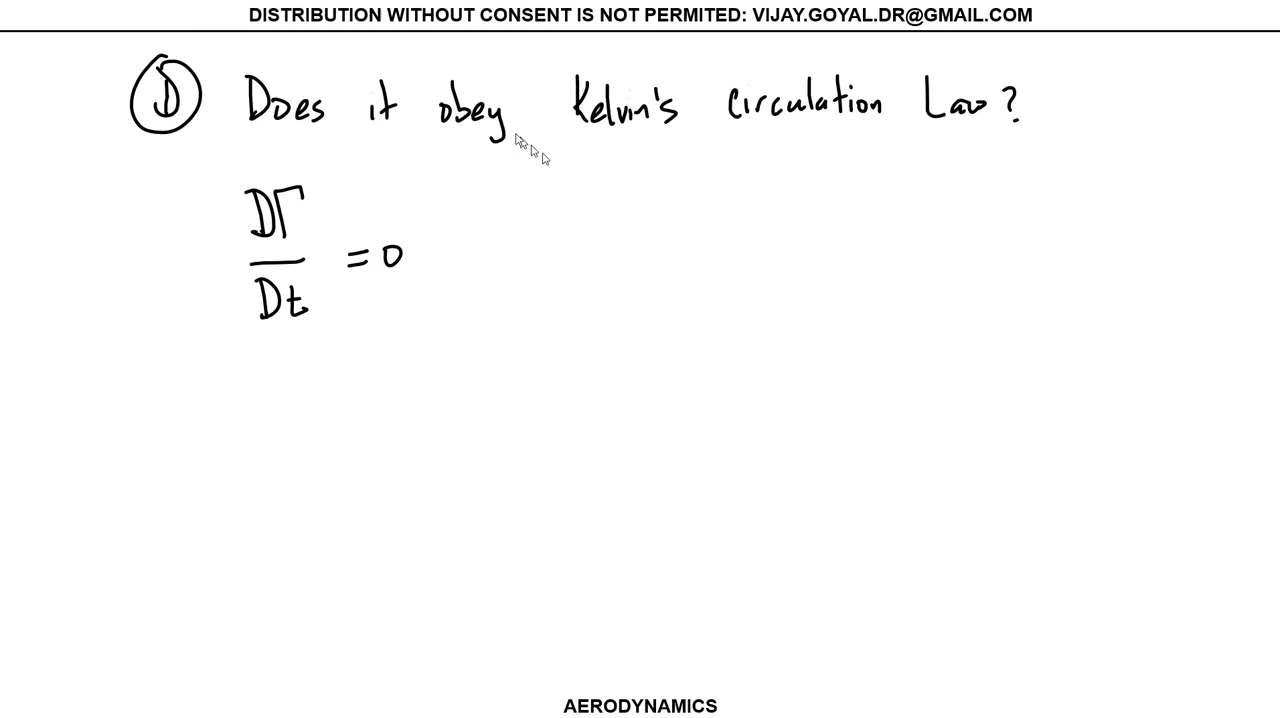 DISTRIBUTION WITHOUT CONSENT IS NOT PERMITED: VIJAY.GOYAL.DR@GMAIL.COM
D Does it obey Kelvin's circulation Law?
DΓ
Dt = 0
AERODYNAMICS